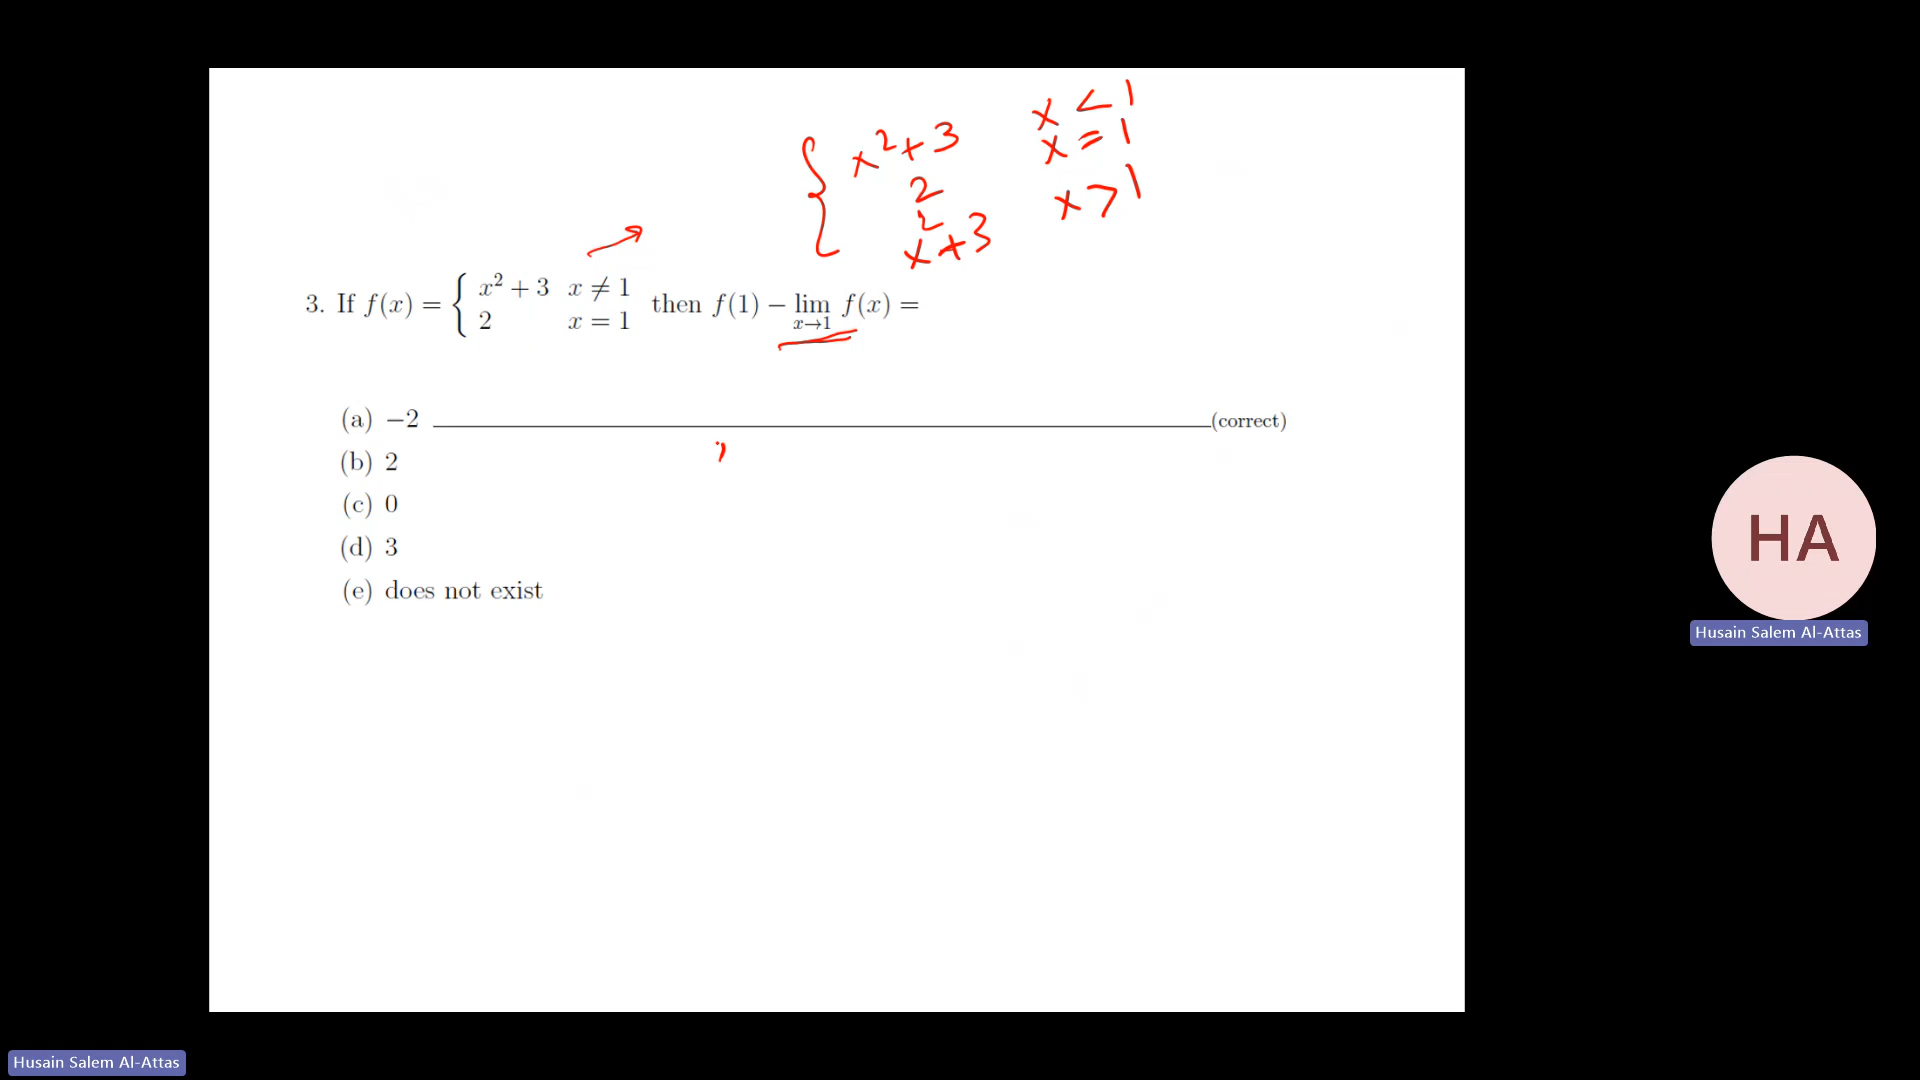 x < 1
{ x² + 3 x = 1
2 x > 1
x² + 3
3. If f(x) = { x² + 3 x ≠ 1
2 x = 1 then f(1) − lim x→1 f(x) =
(a) −2 (correct)
(b) 2
(c) 0
(d) 3
(e) does not exist
HA
Husain Salem Al-Attas
Husain Salem Al-Attas